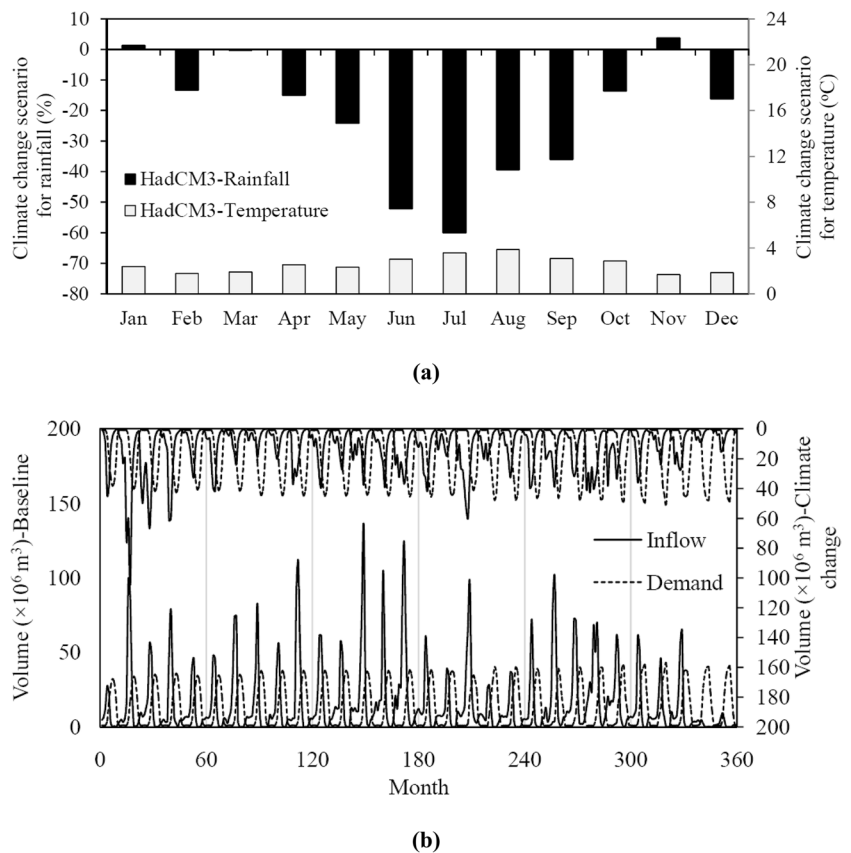 10
0
-10
-20
-30
-40
-50
-60
-70
-80
Climate change scenario
for rainfall (%)
24
20
16
12
8
4
0
Climate change scenario
for temperature (°C)
HadCM3-Rainfall
HadCM3-Temperature
Jan Feb Mar Apr May Jun Jul Aug Sep Oct Nov Dec
(a)
200
150
100
50
0
Volume (×10⁶ m³)-Baseline
0
20
40
60
80
100
120
140
160
180
200
Volume (×10⁶ m³)-Climate
change
Inflow
Demand
0 60 120 180 240 300 360
Month
(b)